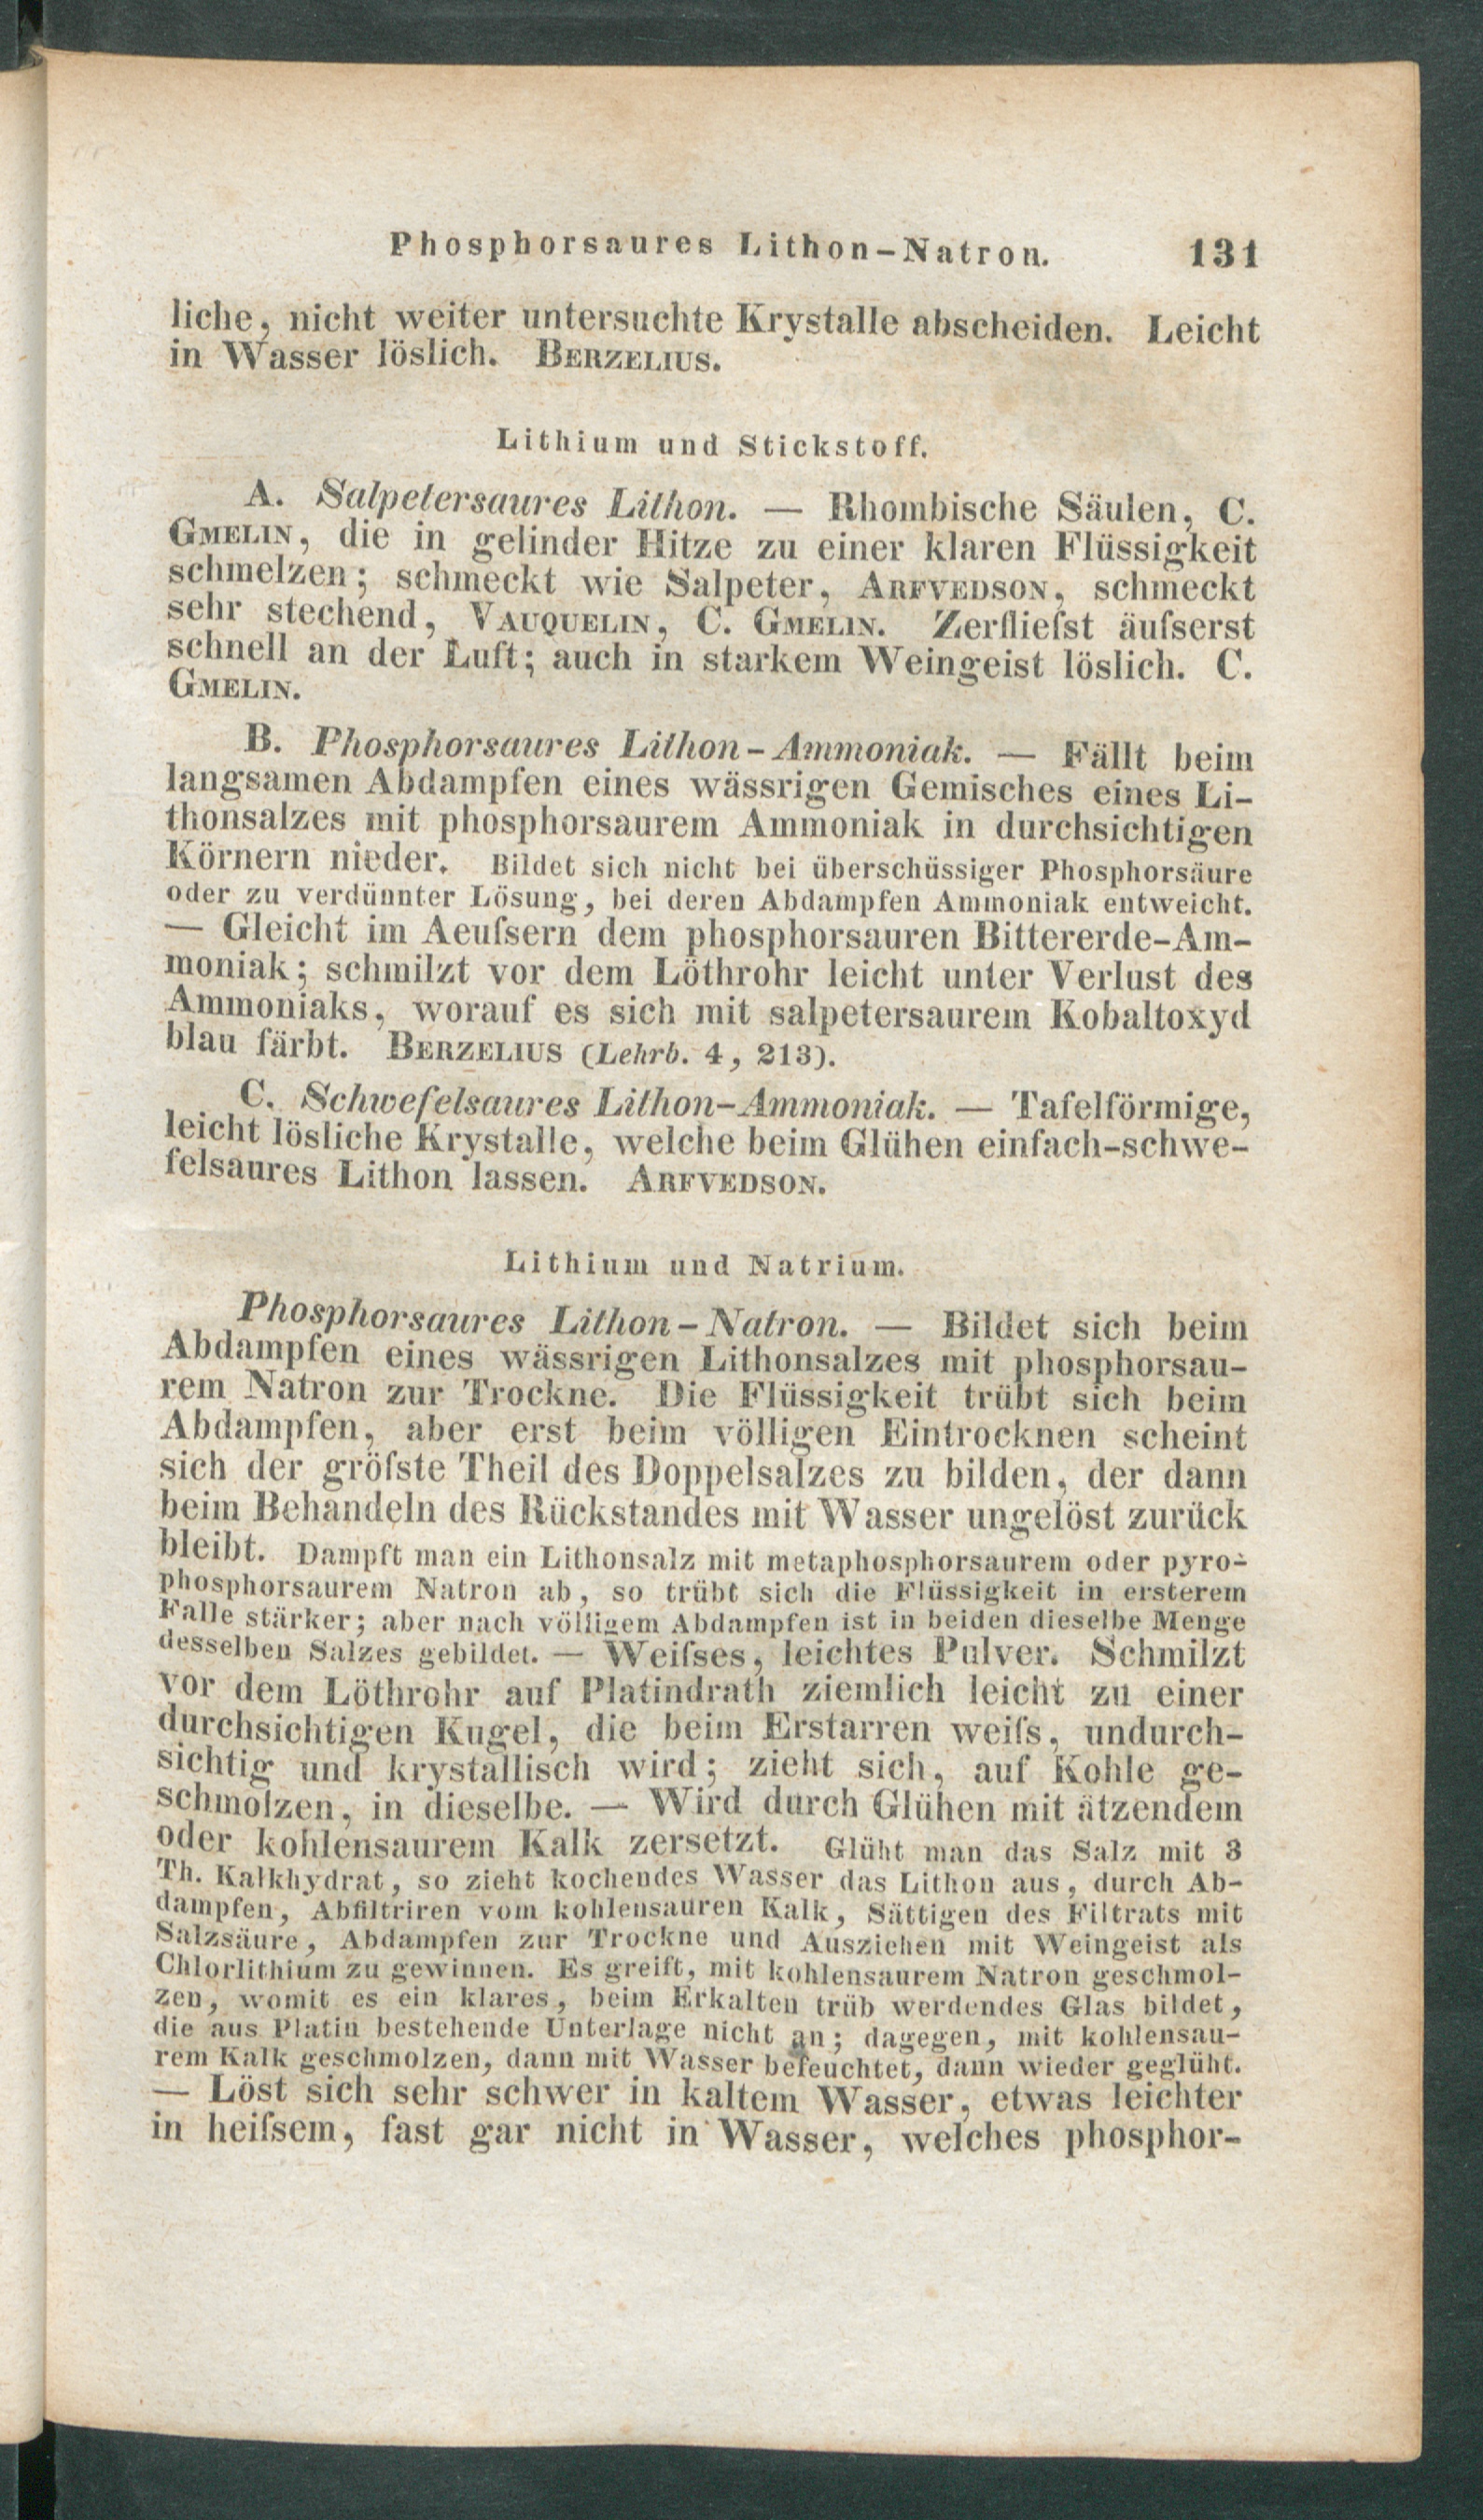 Phosphorsaures Lithon-Natron. 131
liche, nicht weiter untersuchte Krystalle abscheiden. Leicht
in Wasser löslich. BERZELIUS.
Lithium und Stickstoff.
A. Salpetersaures Lithon. — Rhombische Säulen, C.
GMELIN, die in gelinder Hitze zu einer klaren Flüssigkeit
schmelzen; schmeckt wie Salpeter, ARFVEDSON, schmeckt
sehr stechend, VAUQUELIN, C. GMELIN. Zerflieſst äuſserst
schnell an der Luft; auch in starkem Weingeist löslich. C.
GMELIN.
B. Phosphorsaures Lithon-Ammoniak. — Fällt beim
langsamen Abdampfen eines wässrigen Gemisches eines Li-
thonsalzes mit phosphorsaurem Ammoniak in durchsichtigen
Körnern nieder. Bildet sich nicht bei überschüssiger Phosphorsäure
oder zu verdünnter Lösung, bei deren Abdampfen Ammoniak entweicht.
— Gleicht im Aeuſsern dem phosphorsauren Bittererde-Am-
moniak; schmilzt vor dem Löthrohr leicht unter Verlust des
Ammoniaks, worauf es sich mit salpetersaurem Kobaltoxyd
blau färbt. BERZELIUS (Lehrb. 4, 213).
C. Schwefelsaures Lithon-Ammoniak. — Tafelförmige,
leicht lösliche Krystalle, welche beim Glühen einfach-schwe-
felsaures Lithon lassen. ARFVEDSON.
Lithium und Natrium.
Phosphorsaures Lithon-Natron. — Bildet sich beim
Abdampfen eines wässrigen Lithonsalzes mit phosphorsau-
rem Natron zur Trockne. Die Flüssigkeit trübt sich beim
Abdampfen, aber erst beim völligen Eintrocknen scheint
sich der gröſste Theil des Doppelsalzes zu bilden, der dann
beim Behandeln des Rückstandes mit Wasser ungelöst zurück
bleibt. Dampft man ein Lithonsalz mit metaphosphorsaurem oder pyro-
phosphorsaurem Natron ab, so trübt sich die Flüssigkeit in ersterem
Falle stärker; aber nach völligem Abdampfen ist in beiden dieselbe Menge
desselben Salzes gebildet. — Weiſses, leichtes Pulver. Schmilzt
vor dem Löthrohr auf Platindrath ziemlich leicht zu einer
durchsichtigen Kugel, die beim Erstarren weiſs, undurch-
sichtig und krystallisch wird; zieht sich, auf Kohle ge-
schmolzen, in dieselbe. — Wird durch Glühen mit ätzendem
oder kohlensaurem Kalk zersetzt. Glüht man das Salz mit 3
Th. Kalkhydrat, so zieht kochendes Wasser das Lithon aus, durch Ab-
dampfen, Abfiltriren vom kohlensauren Kalk, Sättigen des Filtrats mit
Salzsäure, Abdampfen zur Trockne und Ausziehen mit Weingeist als
Chlorlithium zu gewinnen. Es greift, mit kohlensaurem Natron geschmol-
zen, womit es ein klares, beim Erkalten trüb werdendes Glas bildet,
die aus Platin bestehende Unterlage nicht an; dagegen, mit kohlensau-
rem Kalk geschmolzen, dann mit Wasser befeuchtet, dann wieder geglüht.
— Löst sich sehr schwer in kaltem Wasser, etwas leichter
in heiſsem, fast gar nicht in Wasser, welches phosphor-